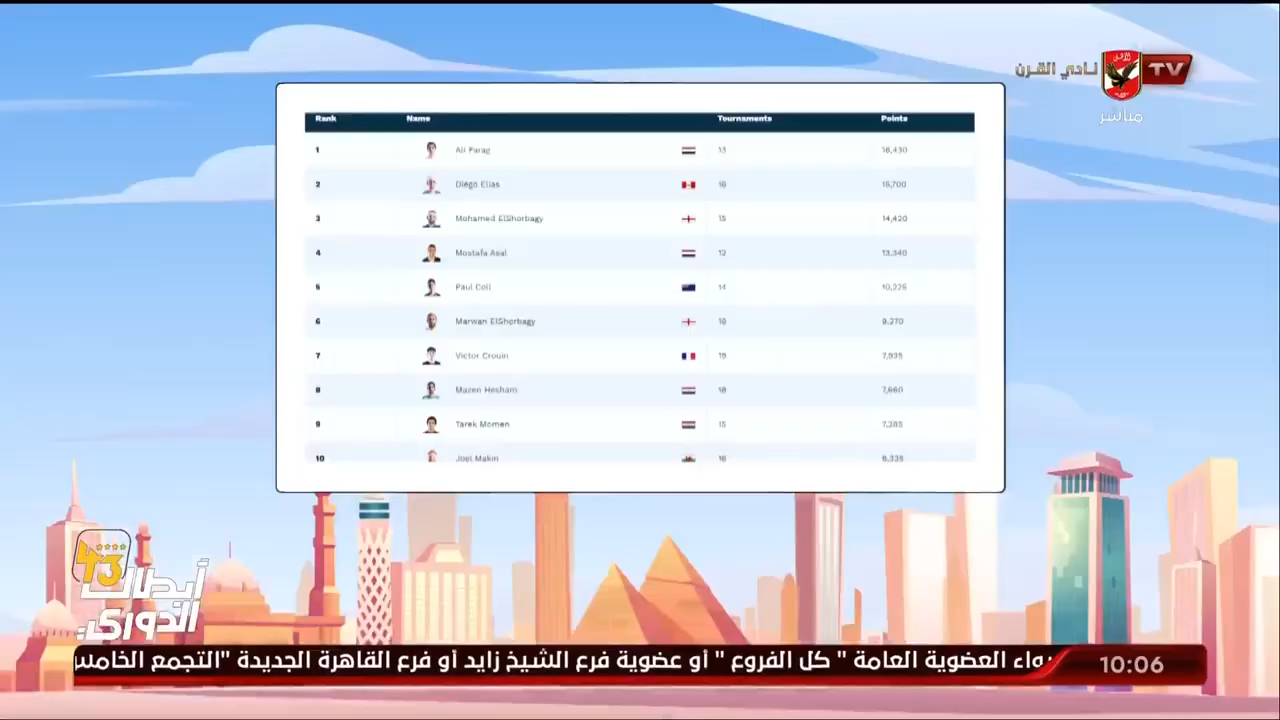 نادي القرن TV
مباشر
Rank Name Tournaments Points
1 Ali Farag 13 18,430
2 Diego Elias 16 15,700
3 Mohamed ElShorbagy 15 14,420
4 Mostafa Asal 12 13,340
5 Paul Coll 14 10,225
6 Marwan ElShorbagy 18 9,270
7 Victor Crouin 19 7,935
8 Mazen Hesham 18 7,660
9 Tarek Momen 15 7,285
10 Joel Makin 16 6,335
43
أبطال
الدوري
واء العضوية العامة " كل الفروع " أو عضوية فرع الشيخ زايد أو فرع القاهرة الجديدة "التجمع الخامس
10:06